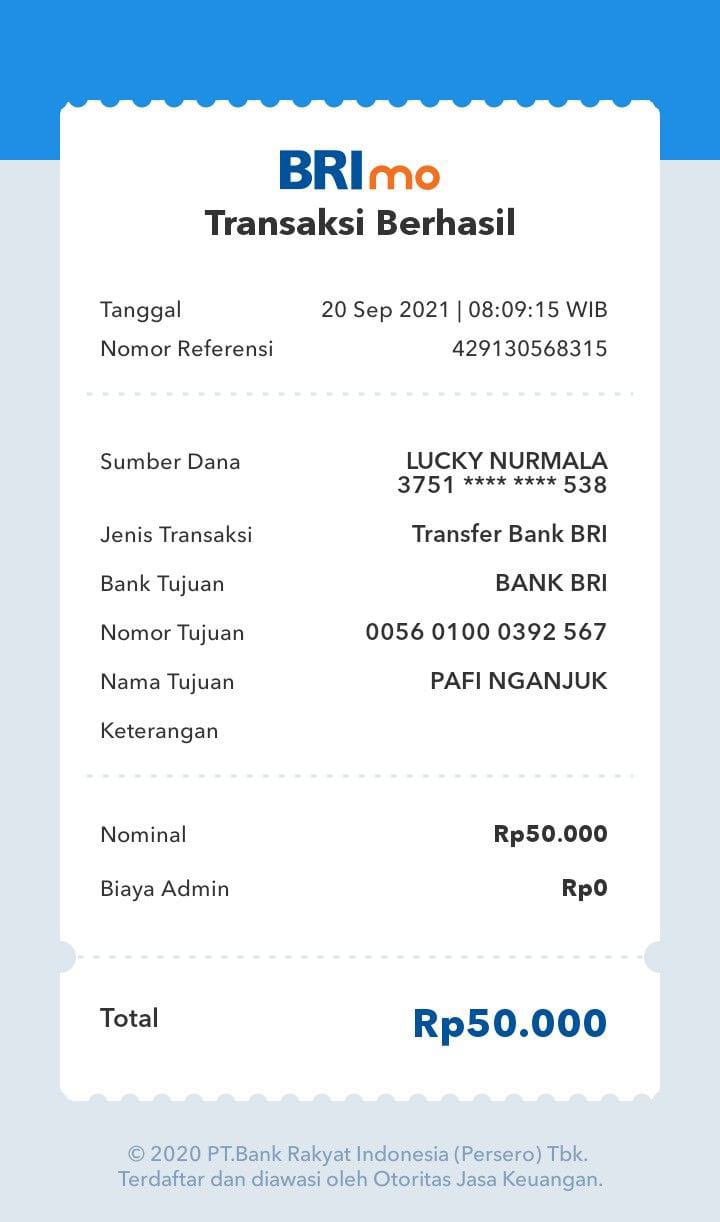 BRImo
Transaksi Berhasil
Tanggal 20 Sep 2021 | 08:09:15 WIB
Nomor Referensi 429130568315
Sumber Dana LUCKY NURMALA
3751 **** **** 538
Jenis Transaksi Transfer Bank BRI
Bank Tujuan BANK BRI
Nomor Tujuan 0056 0100 0392 567
Nama Tujuan PAFI NGANJUK
Keterangan
Nominal Rp50.000
Biaya Admin Rp0
Total Rp50.000
© 2020 PT.Bank Rakyat Indonesia (Persero) Tbk.
Terdaftar dan diawasi oleh Otoritas Jasa Keuangan.